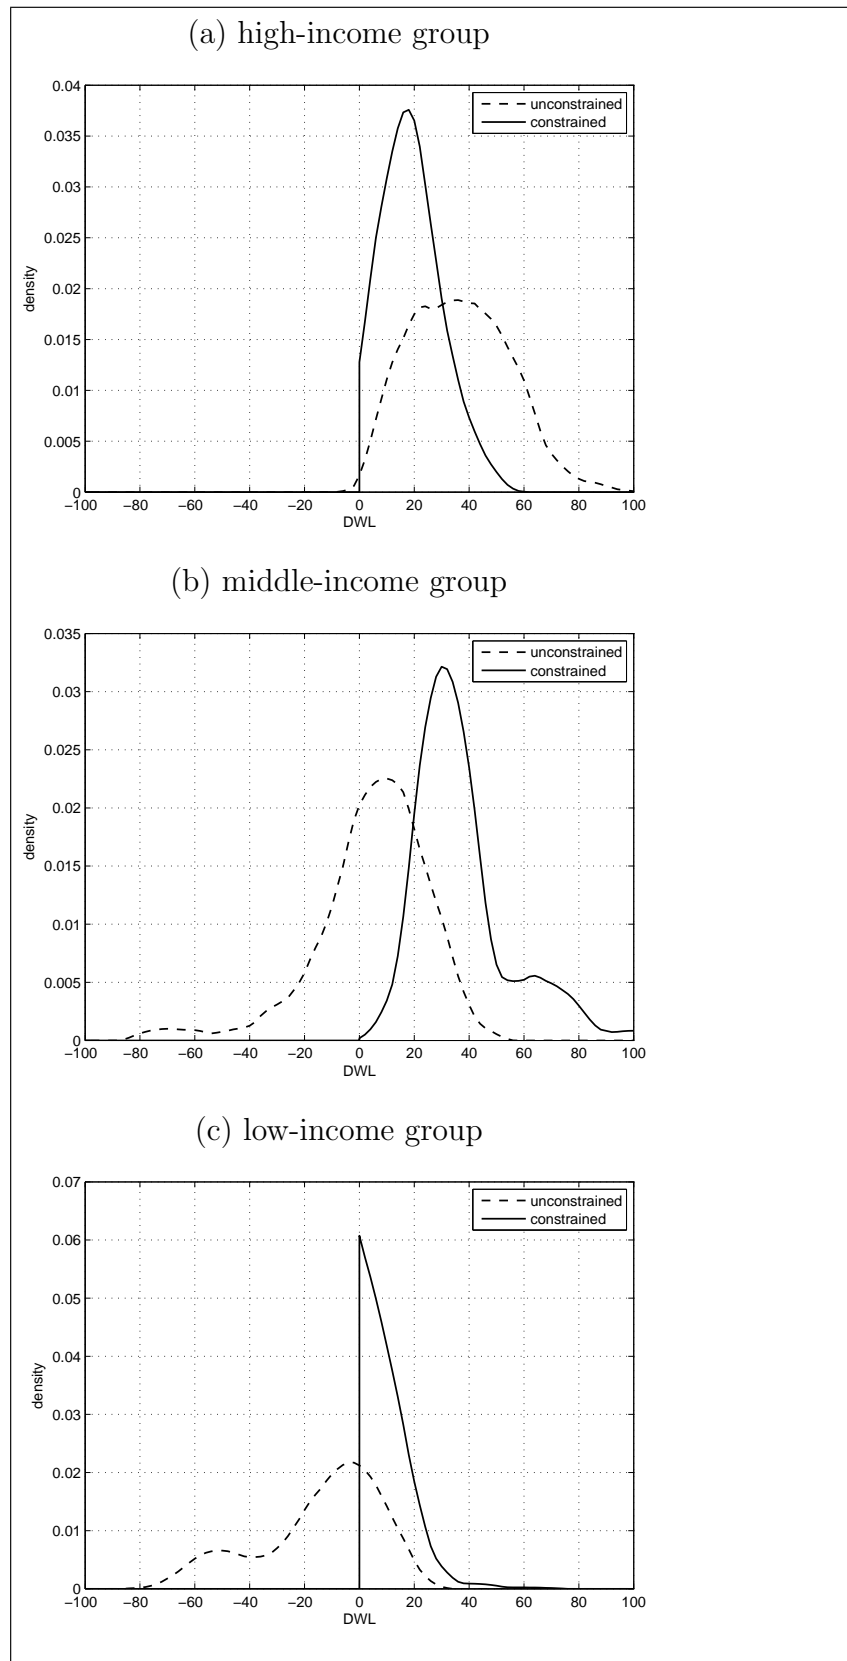 (a) high-income group
0.04
0.035
0.03
0.025
0.02
0.015
0.01
0.005
0
density
unconstrained
constrained
−100 −80 −60 −40 −20 0 20 40 60 80 100
DWL
(b) middle-income group
0.035
0.03
0.025
0.02
0.015
0.01
0.005
0
density
unconstrained
constrained
−100 −80 −60 −40 −20 0 20 40 60 80 100
DWL
(c) low-income group
0.07
0.06
0.05
0.04
0.03
0.02
0.01
0
density
unconstrained
constrained
−100 −80 −60 −40 −20 0 20 40 60 80 100
DWL